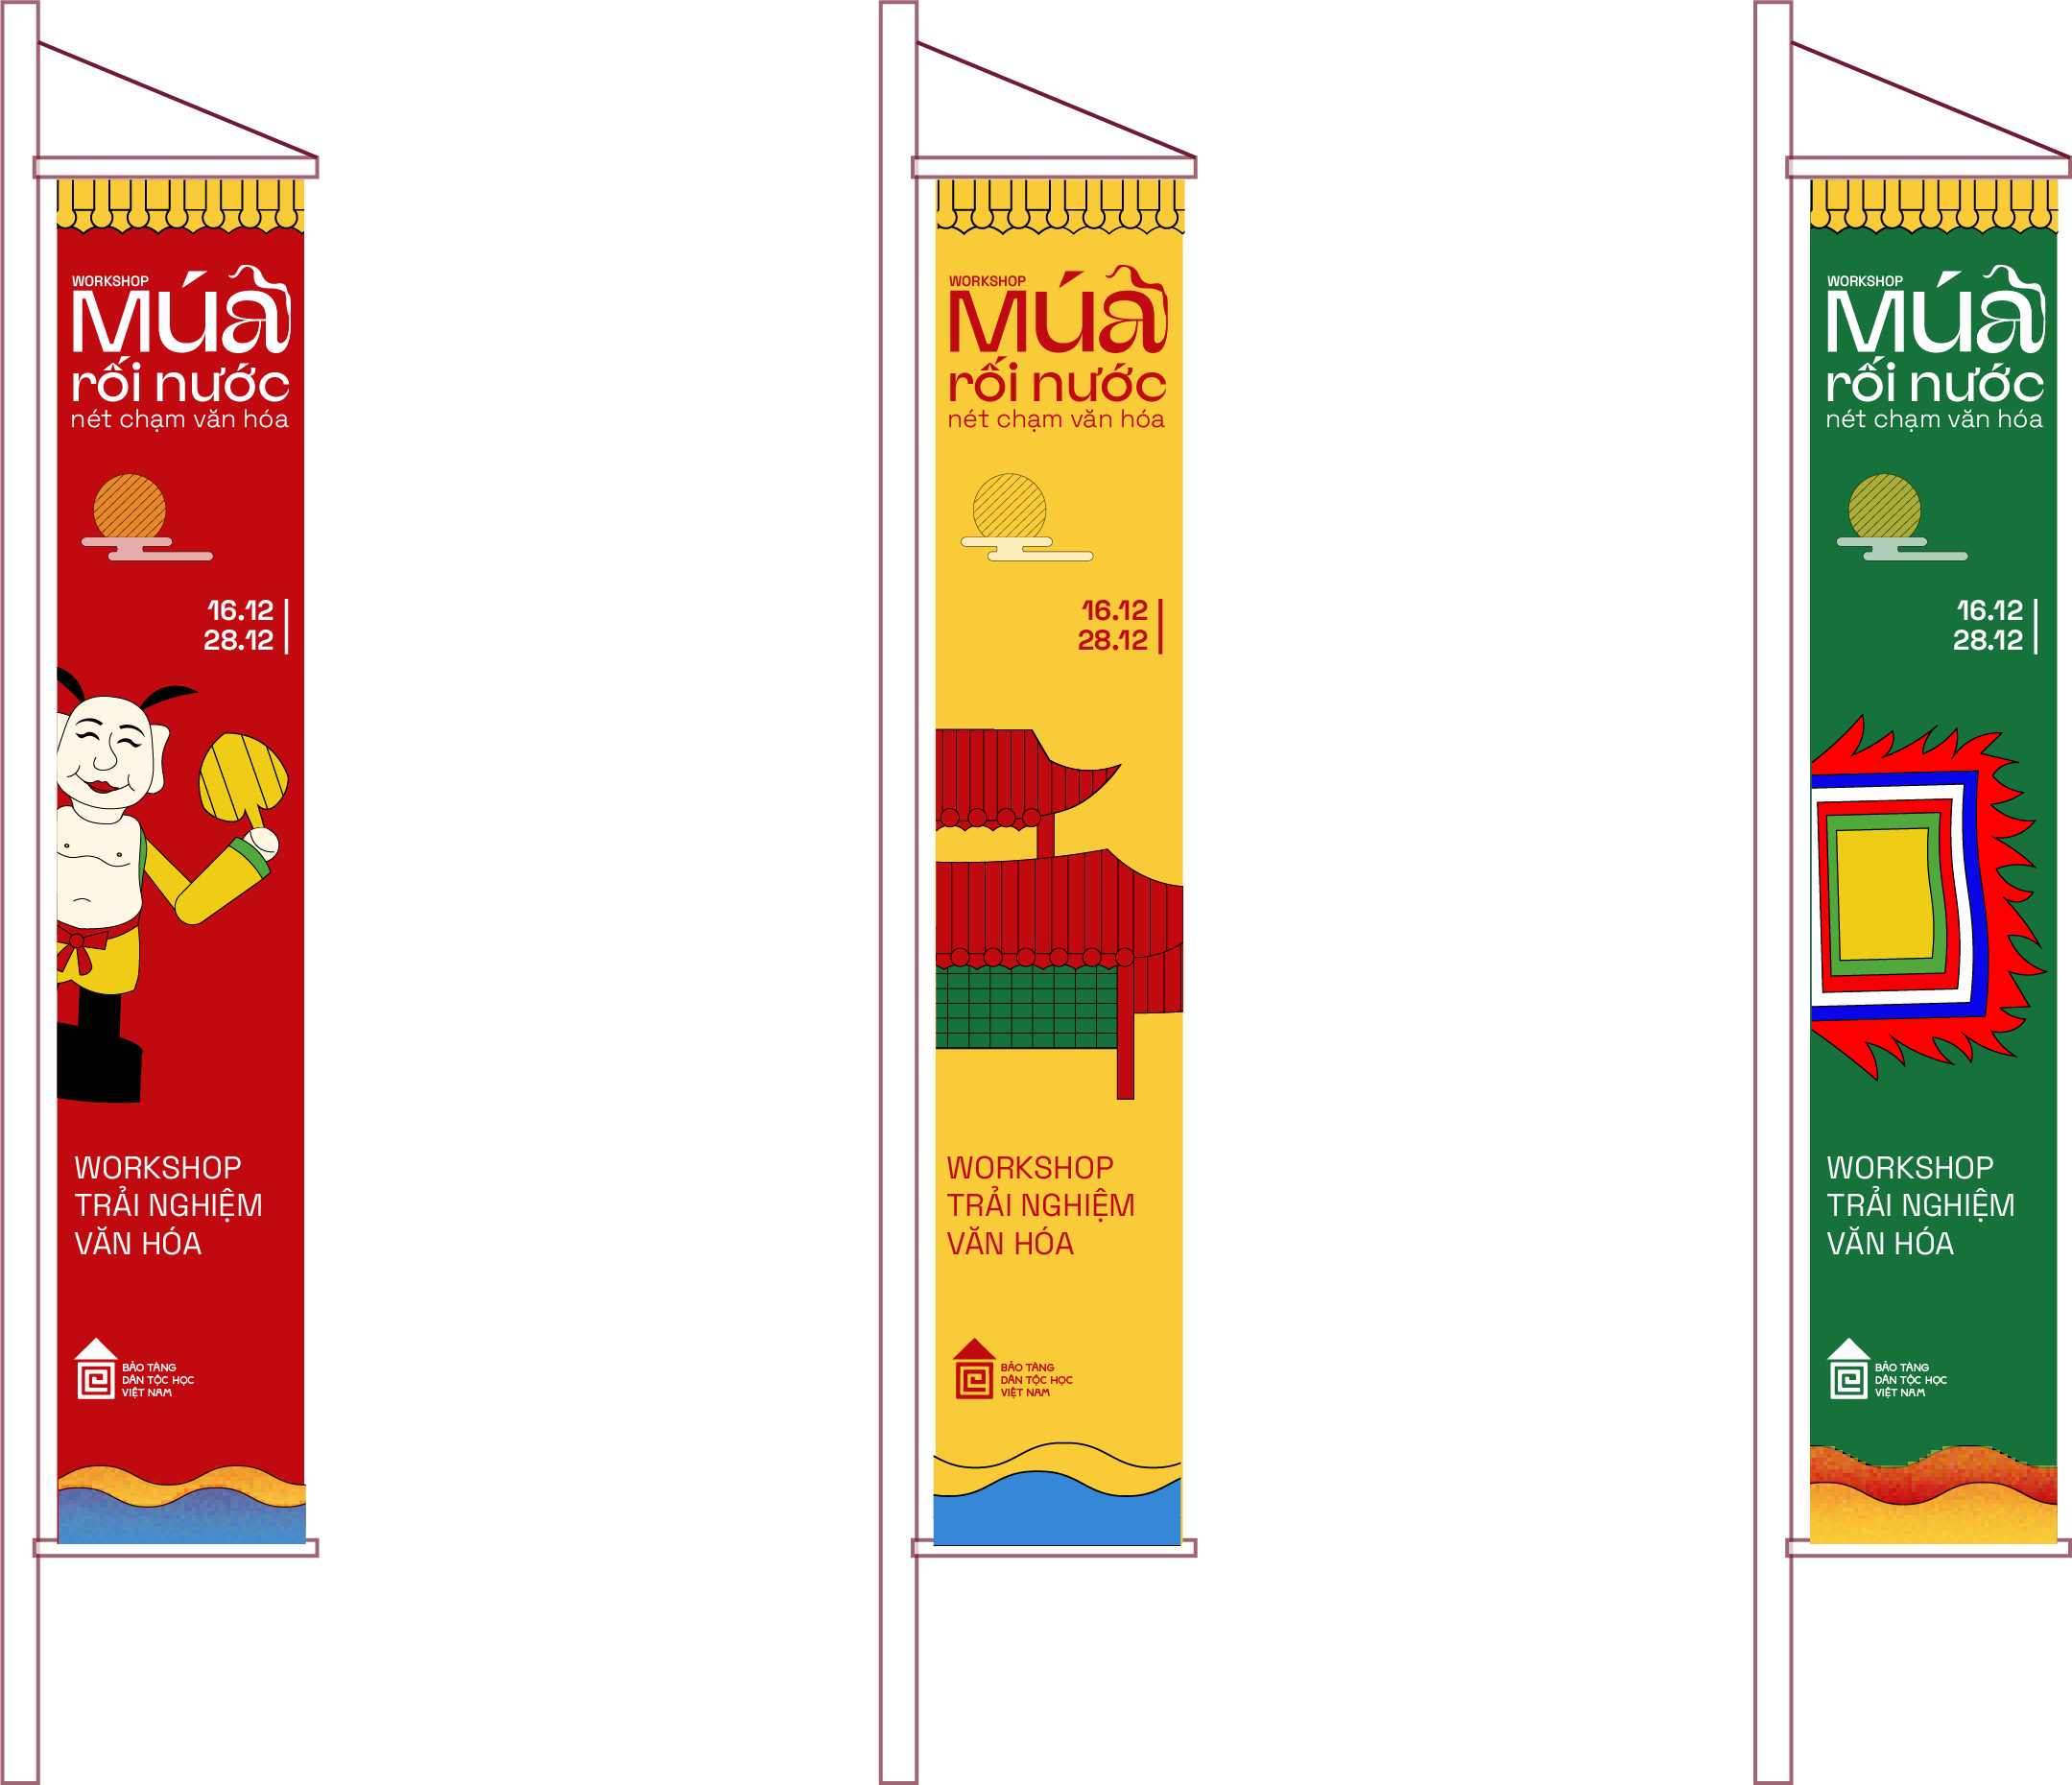 WORKSHOP
Múa
rối nước
nét chạm văn hóa
16.12
28.12
WORKSHOP
TRẢI NGHIỆM
VĂN HÓA
BẢO TÀNG
DÂN TỘC HỌC
VIỆT NAM
WORKSHOP
Múa
rối nước
nét chạm văn hóa
16.12
28.12
WORKSHOP
TRẢI NGHIỆM
VĂN HÓA
BẢO TÀNG
DÂN TỘC HỌC
VIỆT NAM
WORKSHOP
Múa
rối nước
nét chạm văn hóa
16.12
28.12
WORKSHOP
TRẢI NGHIỆM
VĂN HÓA
BẢO TÀNG
DÂN TỘC HỌC
VIỆT NAM